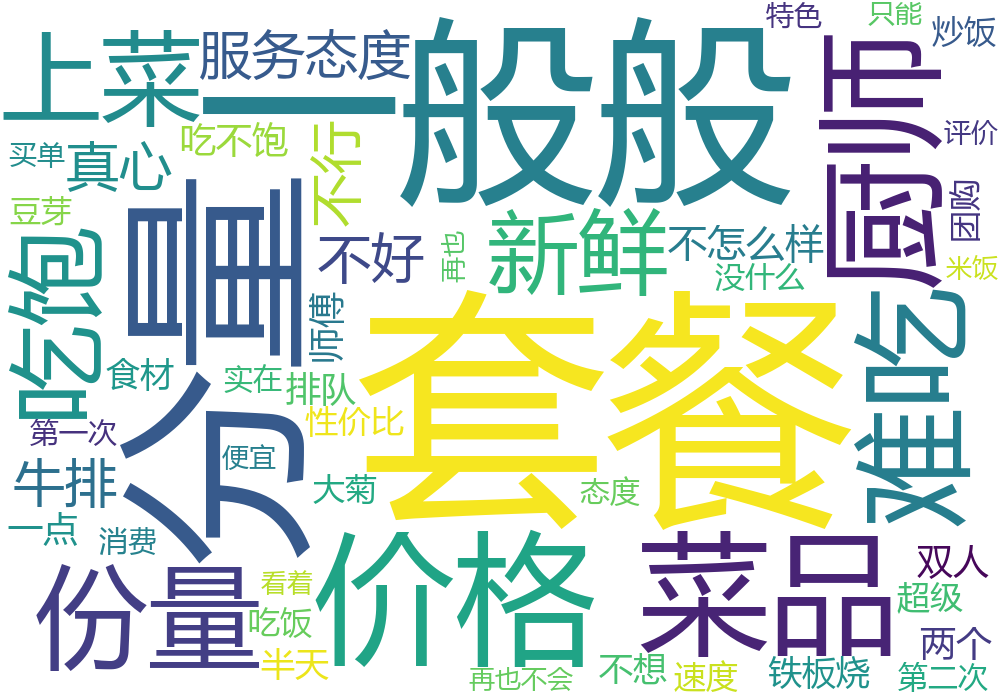 特色
只能
上菜
服务态度
一般般
厨师
炒饭
吃不饱
不行
评价
买单
真心
豆芽
分量
不好
再也
新鲜
不怎么样
团购
没什么
米饭
吃饱
师傅
套餐
难吃
食材
实在
排队
性价比
第一次
便宜
牛排
大菊
态度
一点
消费
份量
价格
菜品
双人
看着
超级
吃饭
两个
半天
再也不会
不想
速度
铁板烧
第二次